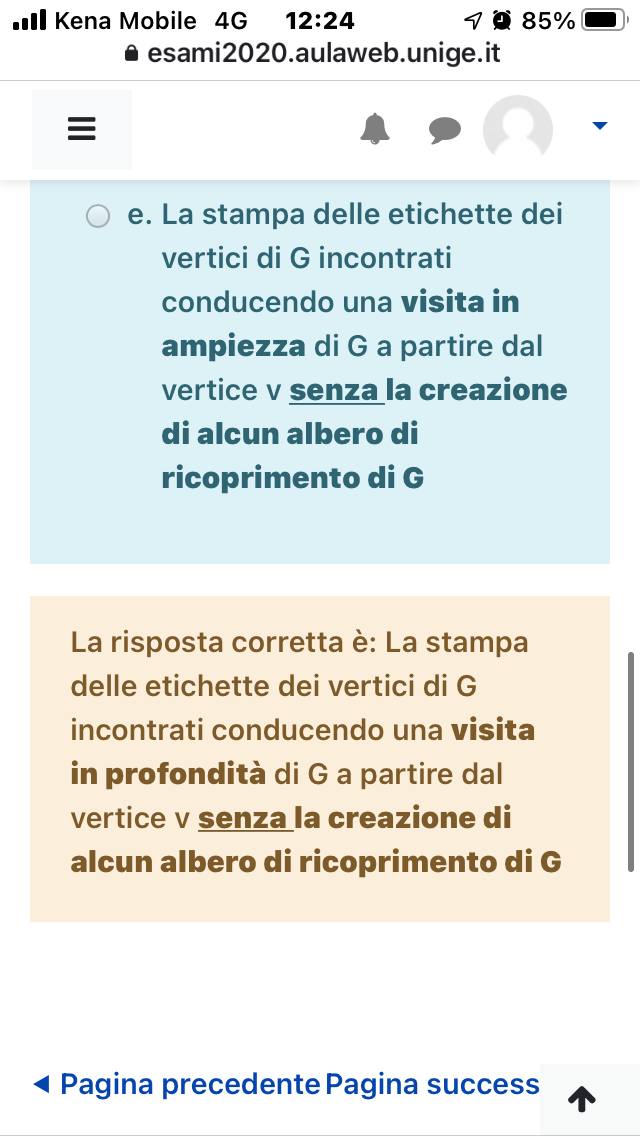 Kena Mobile 4G 12:24 85%
esami2020.aulaweb.unige.it
e. La stampa delle etichette dei
vertici di G incontrati
conducendo una visita in
ampiezza di G a partire dal
vertice v senza la creazione
di alcun albero di
ricoprimento di G
La risposta corretta è: La stampa
delle etichette dei vertici di G
incontrati conducendo una visita
in profondità di G a partire dal
vertice v senza la creazione di
alcun albero di ricoprimento di G
Pagina precedente Pagina success